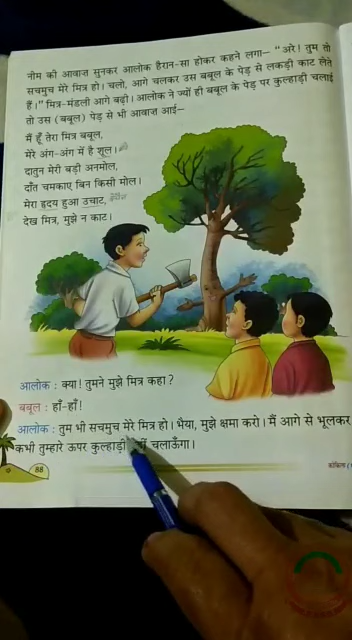 नीम की आवाज़ सुनकर आलोक हैरान-सा होकर कहने लगा— “अरे! तुम तो
सचमुच मेरे मित्र हो। चलो, आगे चलकर उस बबूल के पेड़ से लकड़ी काट लेते
हैं।” मित्र-मंडली आगे बढ़ी। आलोक ने ज्यों ही बबूल के पेड़ पर कुल्हाड़ी चलाई
तो उस (बबूल) पेड़ से भी आवाज़ आई—
मैं हूँ तेरा मित्र बबूल,
मेरे अंग-अंग में है शूल।
दातुन मेरी बड़ी अनमोल,
दाँत चमकाए बिन किसी मोल।
मेरा हृदय हुआ उचाट,
देख मित्र, मुझे न काट।
आलोक : क्या! तुमने मुझे मित्र कहा?
बबूल : हाँ-हाँ!
आलोक : तुम भी सचमुच मेरे मित्र हो। भैया, मुझे क्षमा करो। मैं आगे से भूलकर
कभी तुम्हारे ऊपर कुल्हाड़ी चलाऊँगा।
88